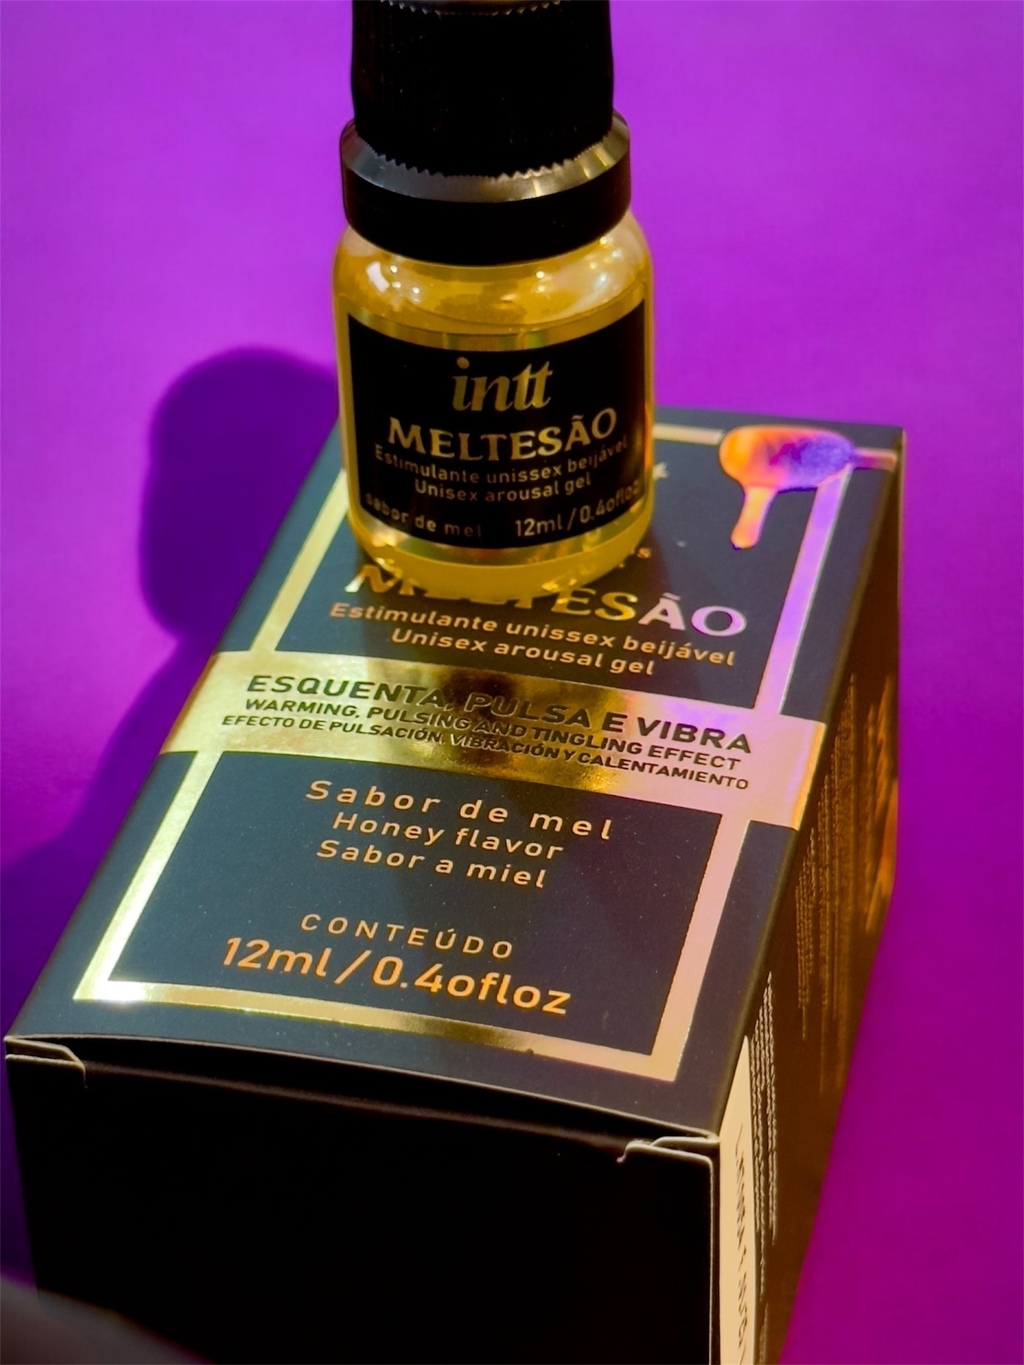 intt
MELTESÃO
Estimulante unissex beijável
Unisex arousal gel
sabor de mel 12ml/0.4ofloz
MELTESÃO
Estimulante unissex beijável
Unisex arousal gel
ESQUENTA, PULSA E VIBRA
WARMING, PULSING AND TINGLING EFFECT
EFECTO DE PULSACIÓN, VIBRACIÓN Y CALENTAMIENTO
Sabor de mel
Honey flavor
Sabor a miel
CONTEÚDO
12ml/0.4ofloz